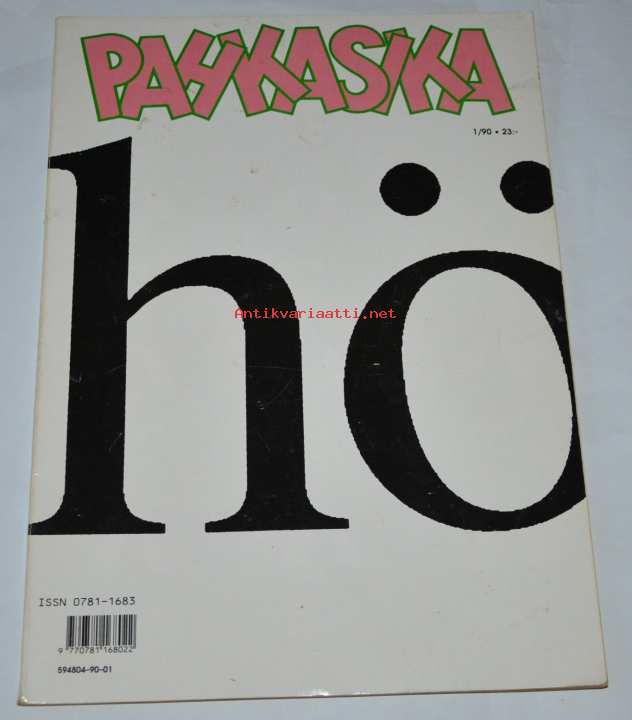 PAHKASIKA
1/90 • 23:-
hö
Antikvariaatti.net
ISSN 0781-1683
9 770781 168022
594804-90-01